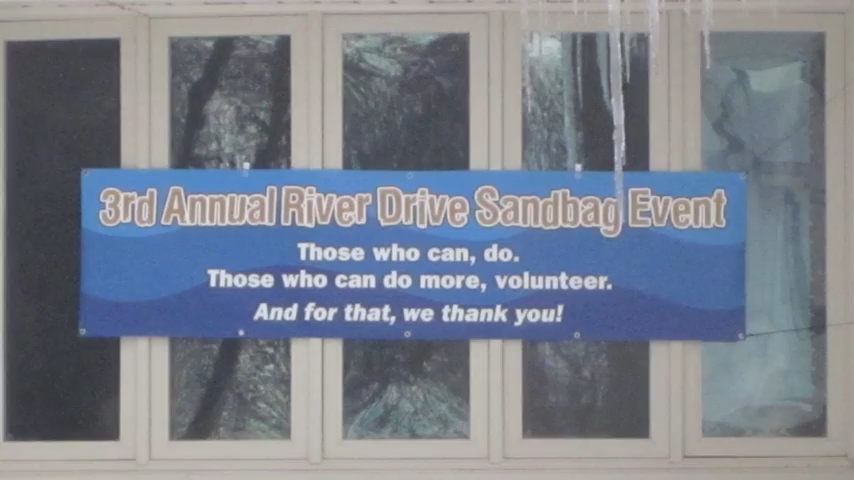 3rd Annual River Drive Sandbag Event
Those who can, do.
Those who can do more, volunteer.
And for that, we thank you!